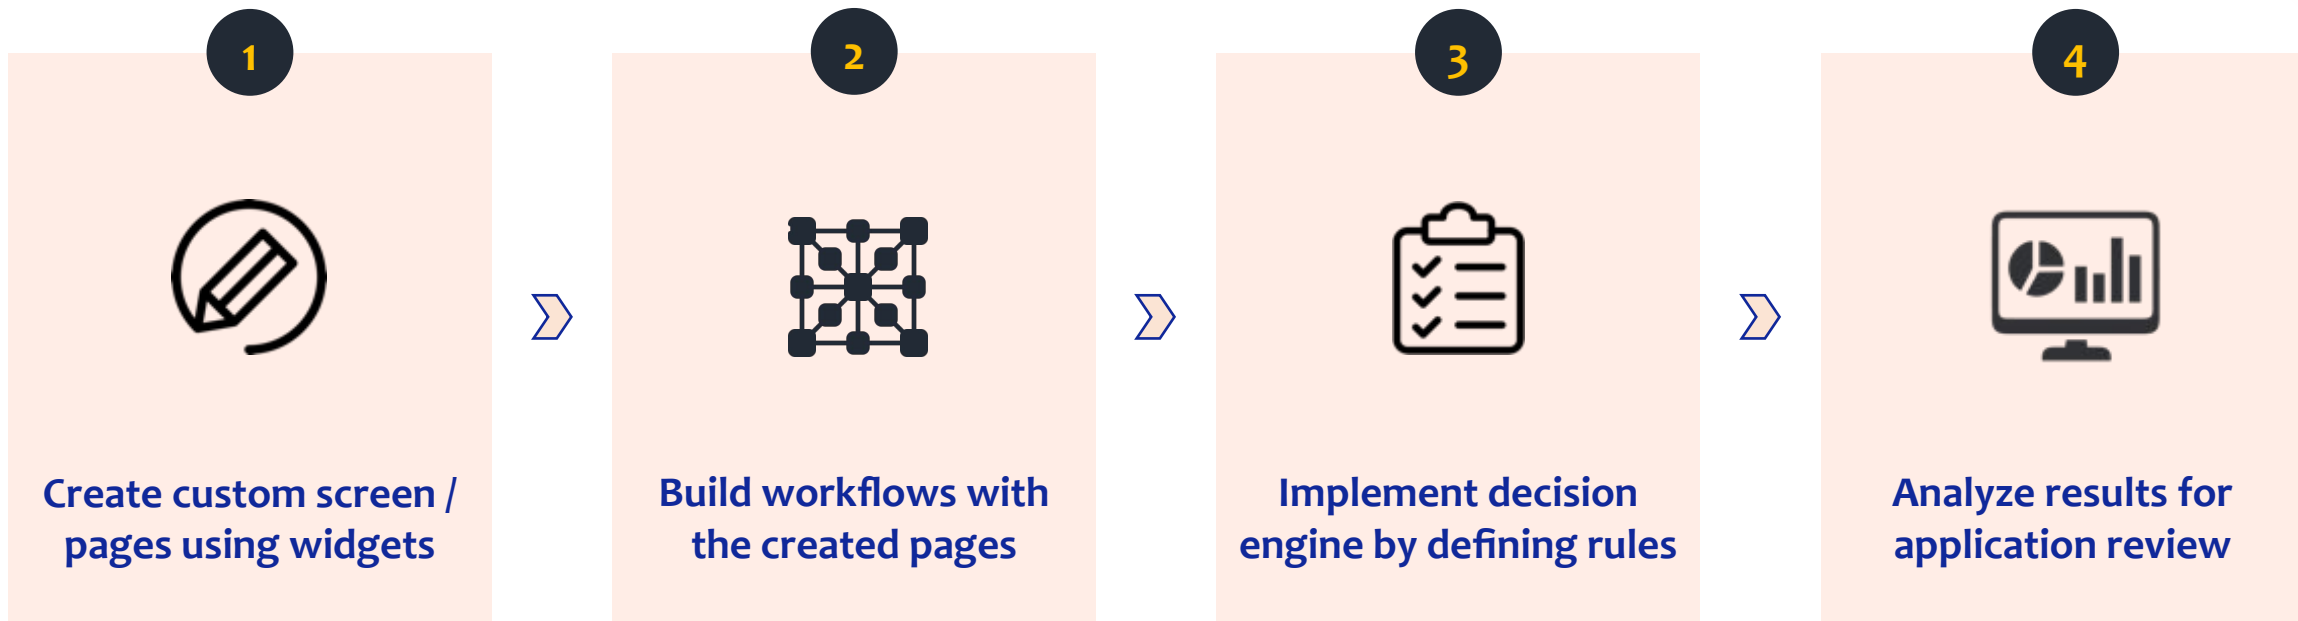 1
Create custom screen /
pages using widgets
2
Build workflows with
the created pages
3
Implement decision
engine by defining rules
4
Analyze results for
application review